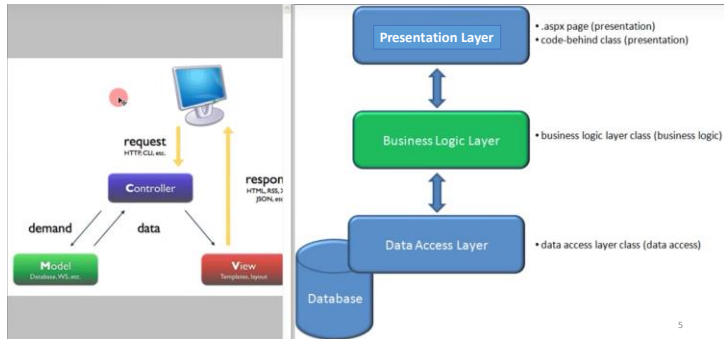 request
HTTP, CLI, etc.
respon
HTML, RSS, X
JSON, etc
Controller
demand
data
Model
Database, WS, etc.
View
Templates, layout
Presentation Layer
• .aspx page (presentation)
• code-behind class (presentation)
Business Logic Layer
• business logic layer class (business logic)
Data Access Layer
• data access layer class (data access)
Database
5